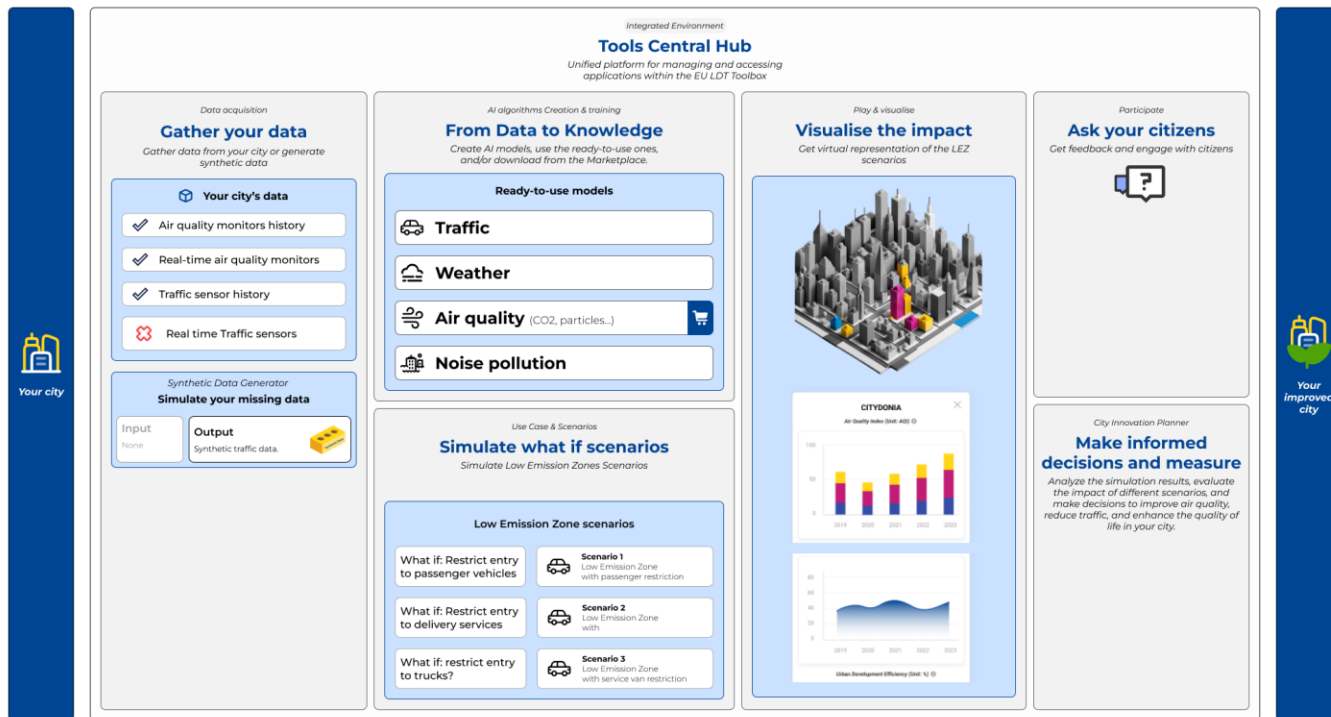 Your city
Integrated Environment
Tools Central Hub
Unified platform for managing and accessing
applications within the EU LDT Toolbox
Data acquisition
Gather your data
Gather data from your city or generate
synthetic data
Your city's data
Air quality monitors history
Real-time air quality monitors
Traffic sensor history
Real time Traffic sensors
Synthetic Data Generator
Simulate your missing data
Input
None
Output
Synthetic traffic data.
AI algorithms Creation & training
From Data to Knowledge
Create AI models, use the ready-to-use ones,
and/or download from the Marketplace.
Ready-to-use models
Traffic
Weather
Air quality (CO2, particles...)
Noise pollution
Use Case & Scenarios
Simulate what if scenarios
Simulate Low Emission Zones Scenarios
Low Emission Zone scenarios
What if: Restrict entry
to passenger vehicles
Scenario 1
Low Emission Zone
with passenger restriction
What if: Restrict entry
to delivery services
Scenario 2
Low Emission Zone
with
What if: restrict entry
to trucks?
Scenario 3
Low Emission Zone
with service van restriction
Play & visualise
Visualise the impact
Get virtual representation of the LEZ
scenarios
CITYDONIA
Air Quality Index (Unit: AQI)
100
50
0
2019 2020 2021 2022 2023
80
60
40
20
0
2019 2020 2021 2022 2023
Urban Development Efficiency (Unit: %)
Participate
Ask your citizens
Get feedback and engage with citizens
?
City Innovation Planner
Make informed
decisions and measure
Analyze the simulation results, evaluate
the impact of different scenarios, and
make decisions to improve air quality,
reduce traffic, and enhance the quality of
life in your city.
Your
improved
city